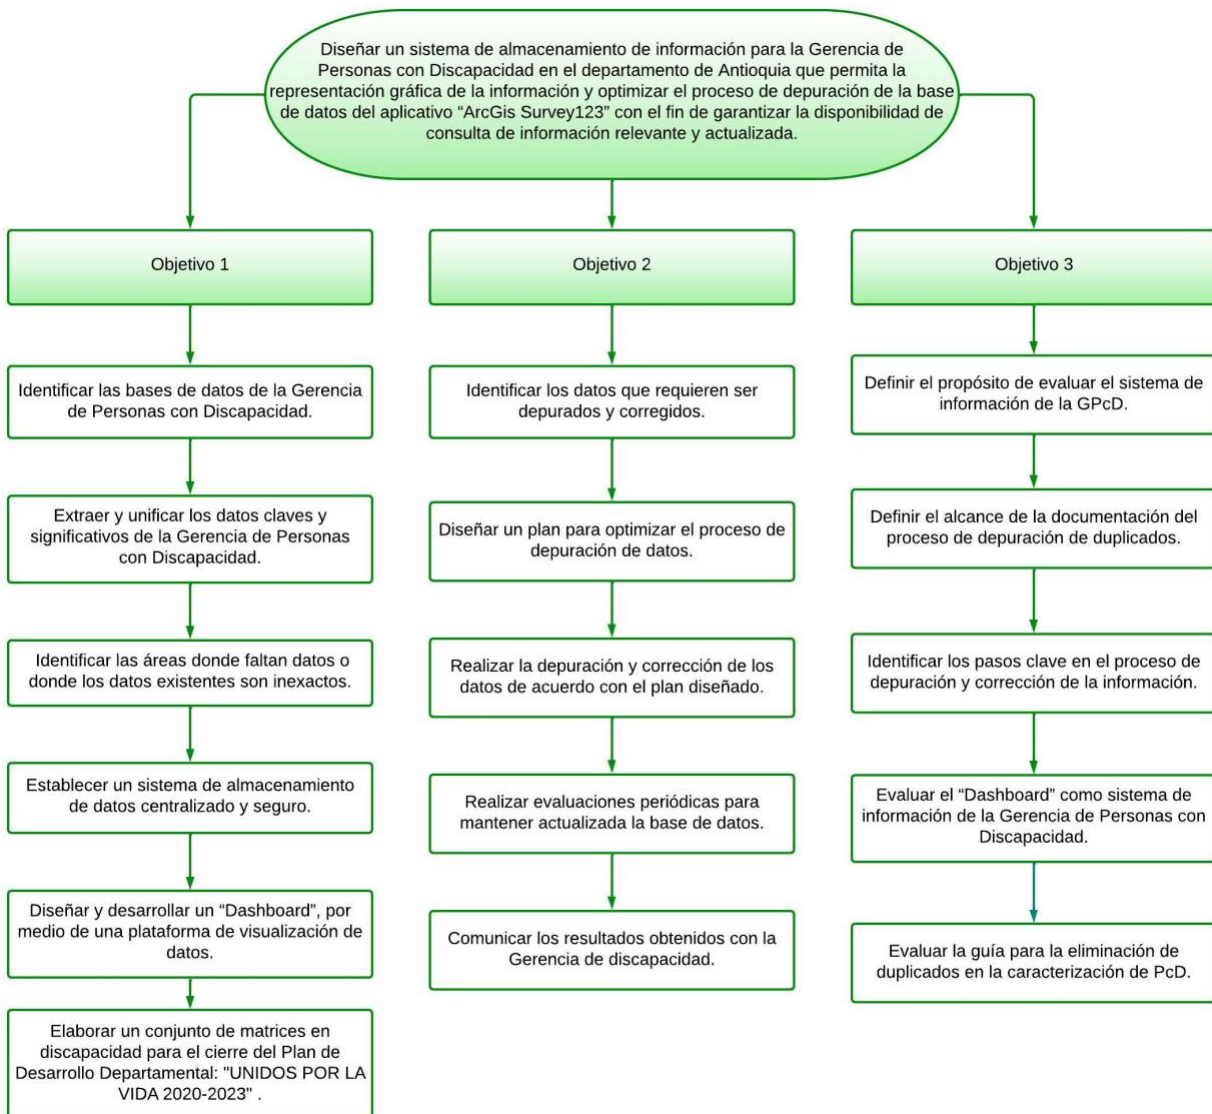 Diseñar un sistema de almacenamiento de información para la Gerencia de
Personas con Discapacidad en el departamento de Antioquia que permita la
representación gráfica de la información y optimizar el proceso de depuración de la base
de datos del aplicativo “ArcGis Survey123” con el fin de garantizar la disponibilidad de
consulta de información relevante y actualizada.
Objetivo 1
Identificar las bases de datos de la Gerencia
de Personas con Discapacidad.
Extraer y unificar los datos claves y
significativos de la Gerencia de Personas
con Discapacidad.
Identificar las áreas donde faltan datos o
donde los datos existentes son inexactos.
Establecer un sistema de almacenamiento
de datos centralizado y seguro.
Diseñar y desarrollar un “Dashboard”, por
medio de una plataforma de visualización de
datos.
Elaborar un conjunto de matrices en
discapacidad para el cierre del Plan de
Desarrollo Departamental: "UNIDOS POR LA
VIDA 2020-2023" .
Objetivo 2
Identificar los datos que requieren ser
depurados y corregidos.
Diseñar un plan para optimizar el proceso de
depuración de datos.
Realizar la depuración y corrección de los
datos de acuerdo con el plan diseñado.
Realizar evaluaciones periódicas para
mantener actualizada la base de datos.
Comunicar los resultados obtenidos con la
Gerencia de discapacidad.
Objetivo 3
Definir el propósito de evaluar el sistema de
información de la GPcD.
Definir el alcance de la documentación del
proceso de depuración de duplicados.
Identificar los pasos clave en el proceso de
depuración y corrección de la información.
Evaluar el “Dashboard” como sistema de
información de la Gerencia de Personas con
Discapacidad.
Evaluar la guía para la eliminación de
duplicados en la caracterización de PcD.